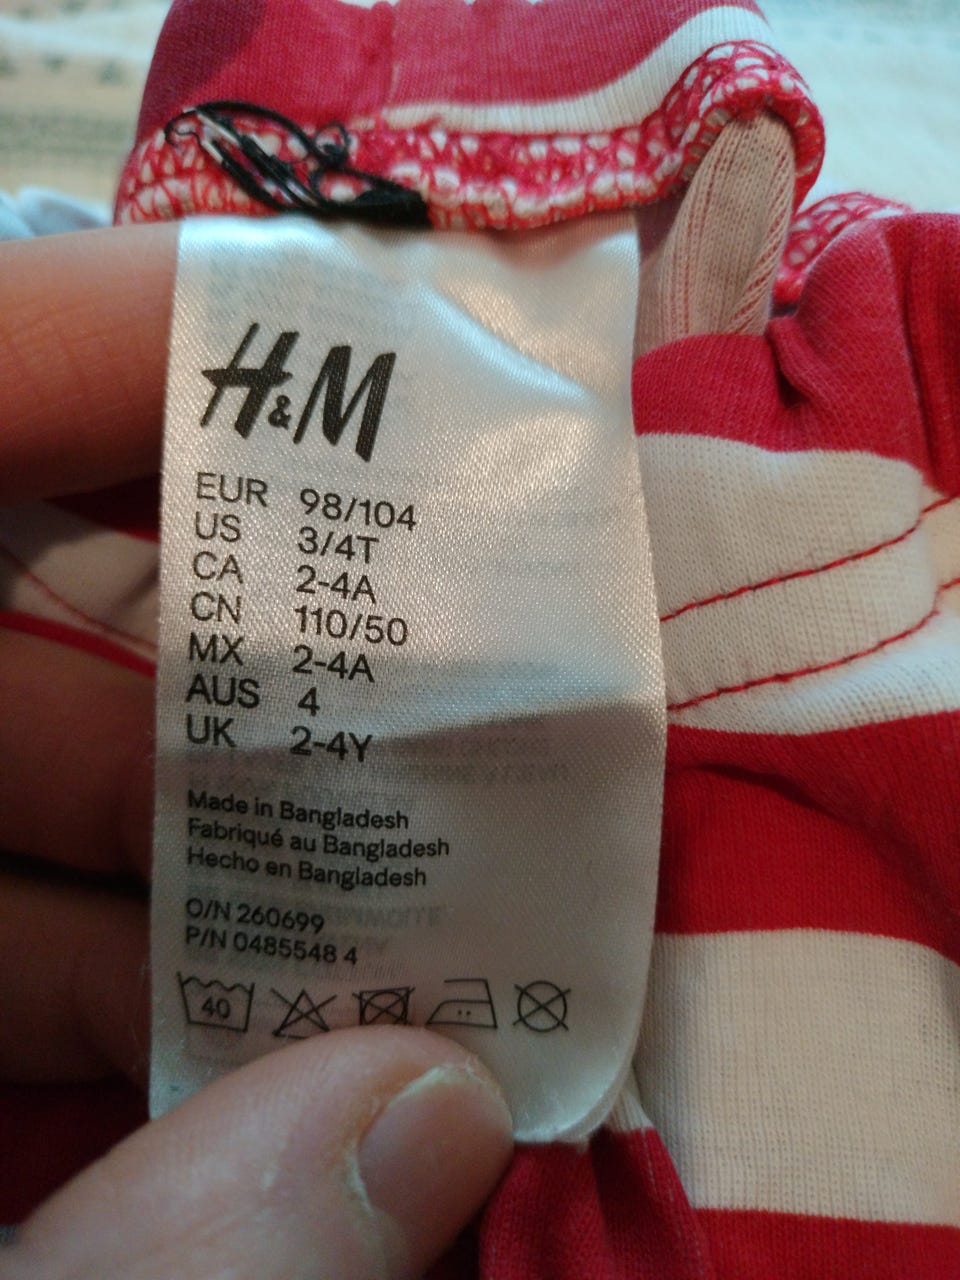 H&M
EUR 98/104
US 3/4T
CA 2-4A
CN 110/50
MX 2-4A
AUS 4
UK 2-4Y
Made in Bangladesh
Fabriqué au Bangladesh
Hecho en Bangladesh
O/N 260699
P/N 0485548 4
40